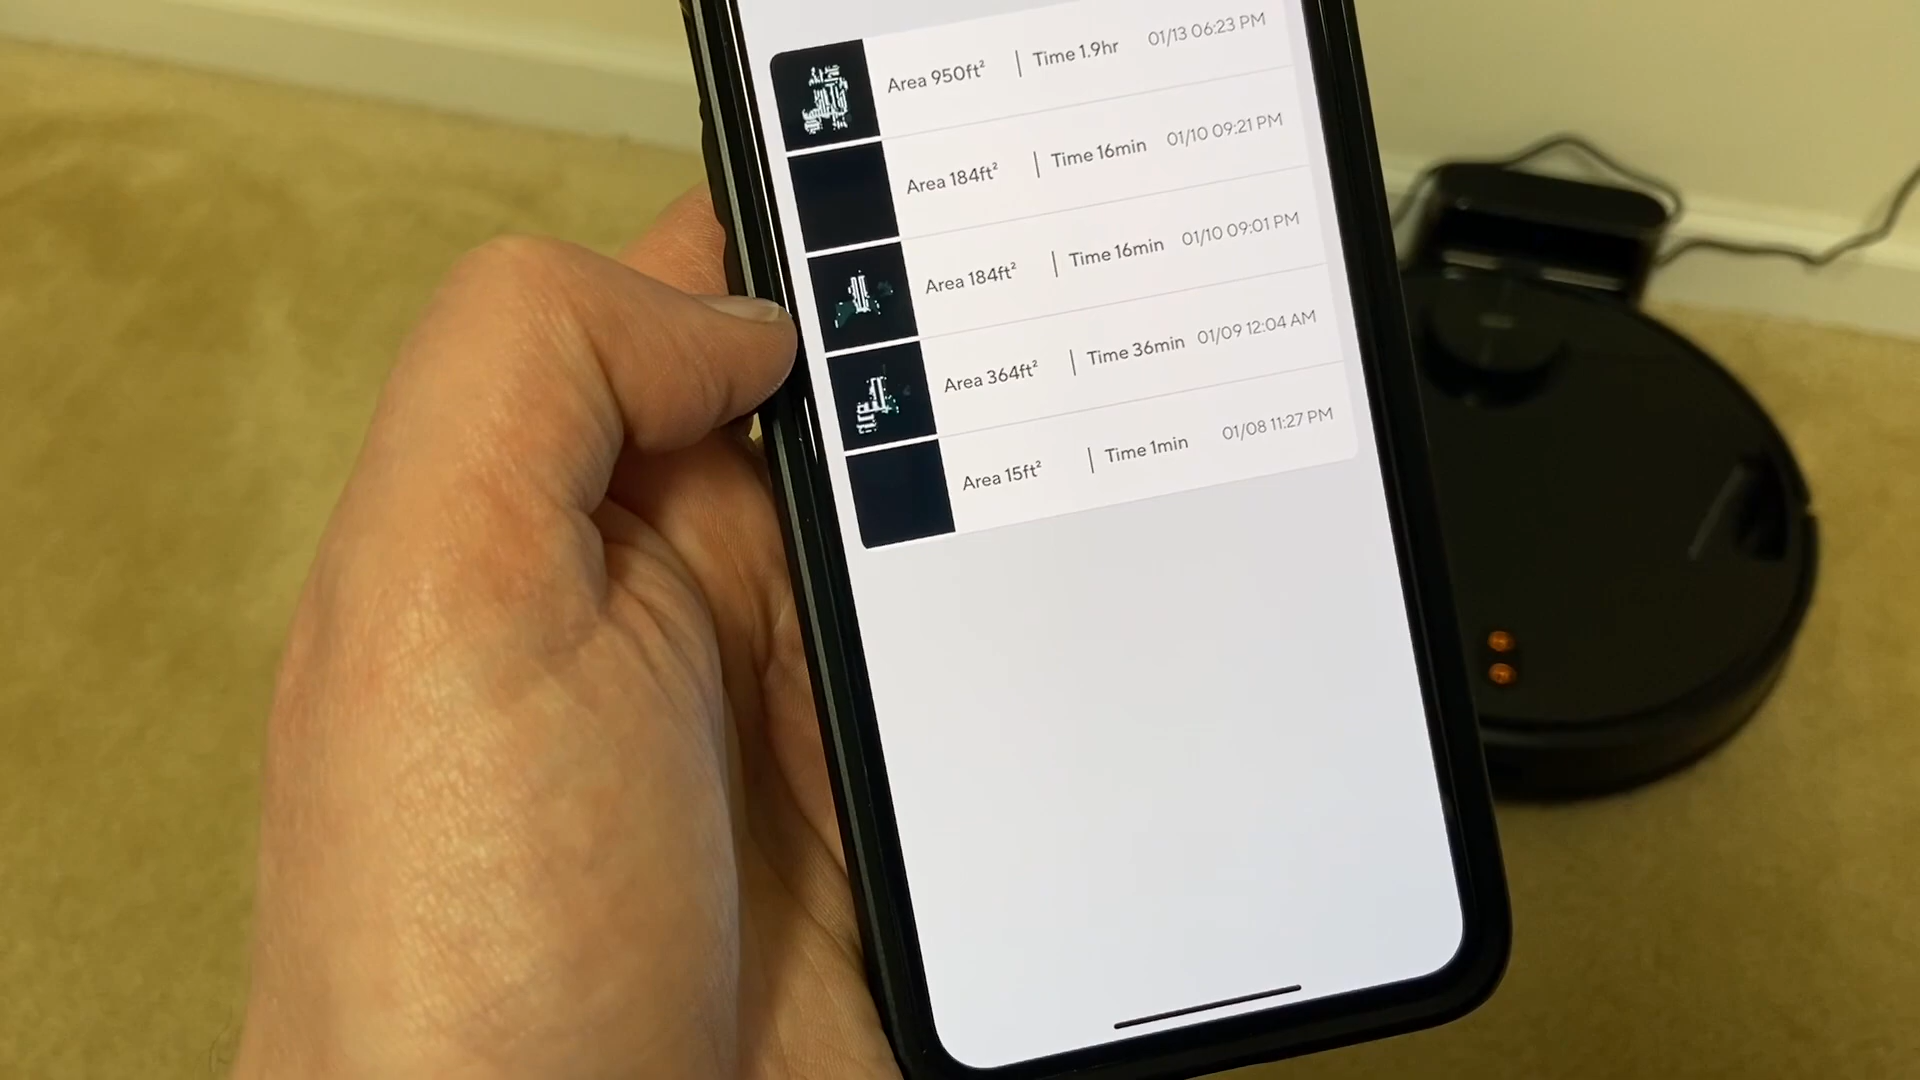 Area 950ft² | Time 1.9hr 01/13 06:23 PM
Area 184ft² | Time 16min 01/10 09:21 PM
Area 184ft² | Time 16min 01/10 09:01 PM
Area 364ft² | Time 36min 01/09 12:04 AM
Area 15ft² | Time 1min 01/08 11:27 PM